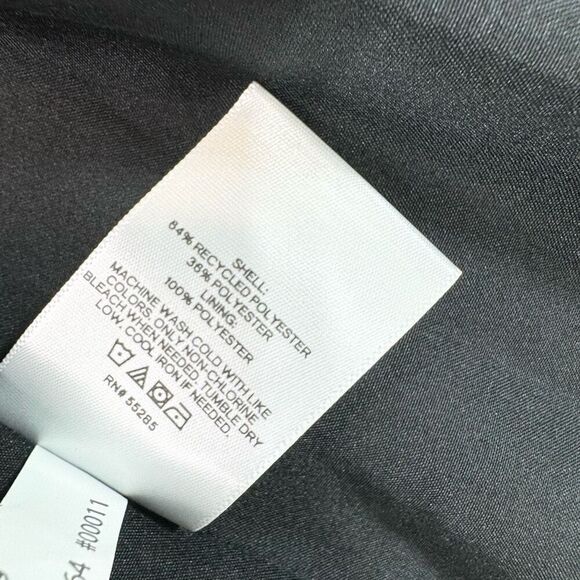 SHELL:
64% RECYCLED POLYESTER
36% POLYESTER
LINING:
100% POLYESTER
MACHINE WASH COLD WITH LIKE
COLORS, ONLY NON-CHLORINE
BLEACH WHEN NEEDED. TUMBLE DRY
LOW. COOL IRON IF NEEDED.
RN# 55285
64 #00011